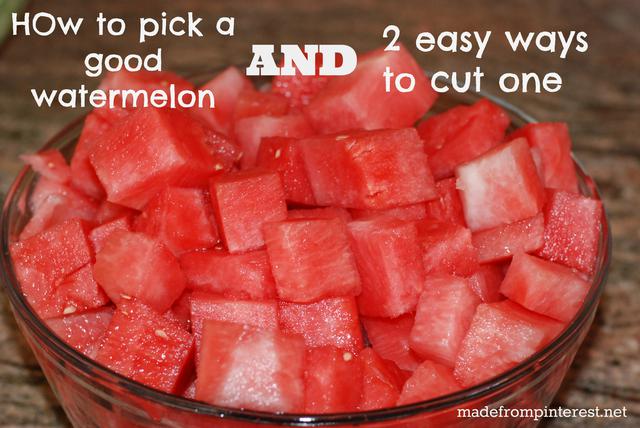 HOw to pick a
good
watermelon
AND
2 easy ways
to cut one
madefrompinterest.net